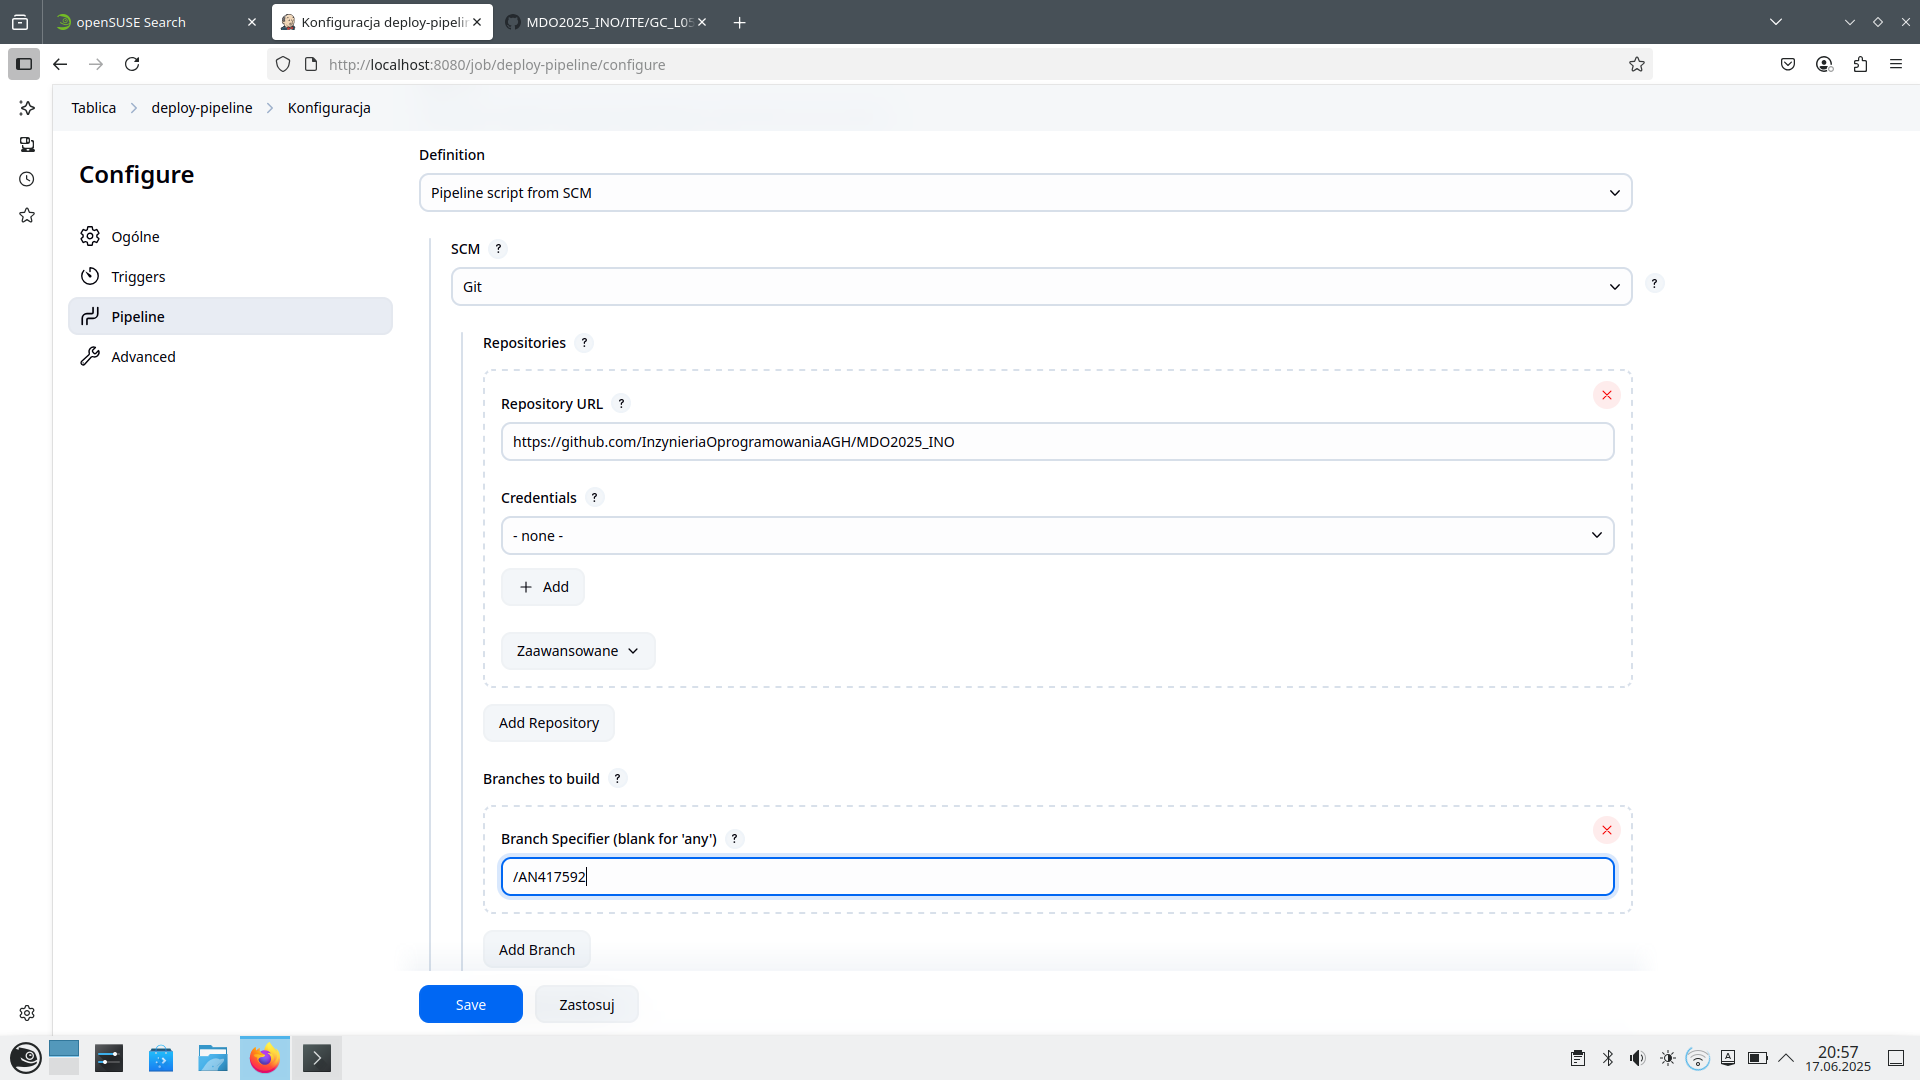 openSUSE Search
Konfiguracja deploy-pipelin
MDO2025_INO/ITE/GC_L05
http://localhost:8080/job/deploy-pipeline/configure
Tablica
deploy-pipeline
Konfiguracja
Configure
Ogólne
Triggers
Pipeline
Advanced
Definition
Pipeline script from SCM
SCM ?
Git
?
Repositories ?
Repository URL ?
https://github.com/InzynieriaOprogramowaniaAGH/MDO2025_INO
Credentials ?
- none -
+ Add
Zaawansowane
Add Repository
Branches to build ?
Branch Specifier (blank for 'any') ?
/AN417592
Add Branch
Save
Zastosuj
20:57
17.06.2025